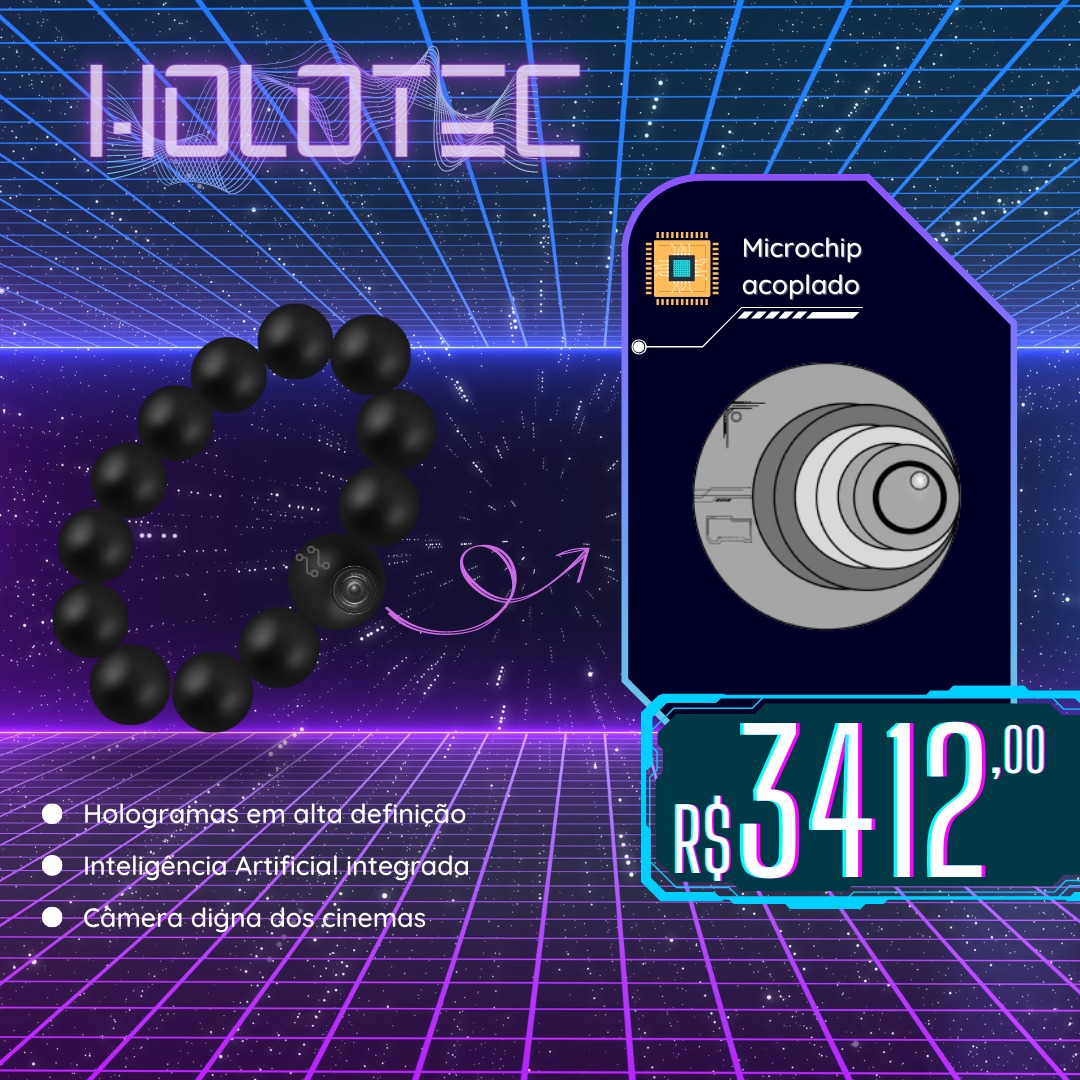 HOLOTEC
Microchip
acoplado
R$3412,00
Hologramas em alta definição
Inteligência Artificial integrada
Câmera digna dos cinemas